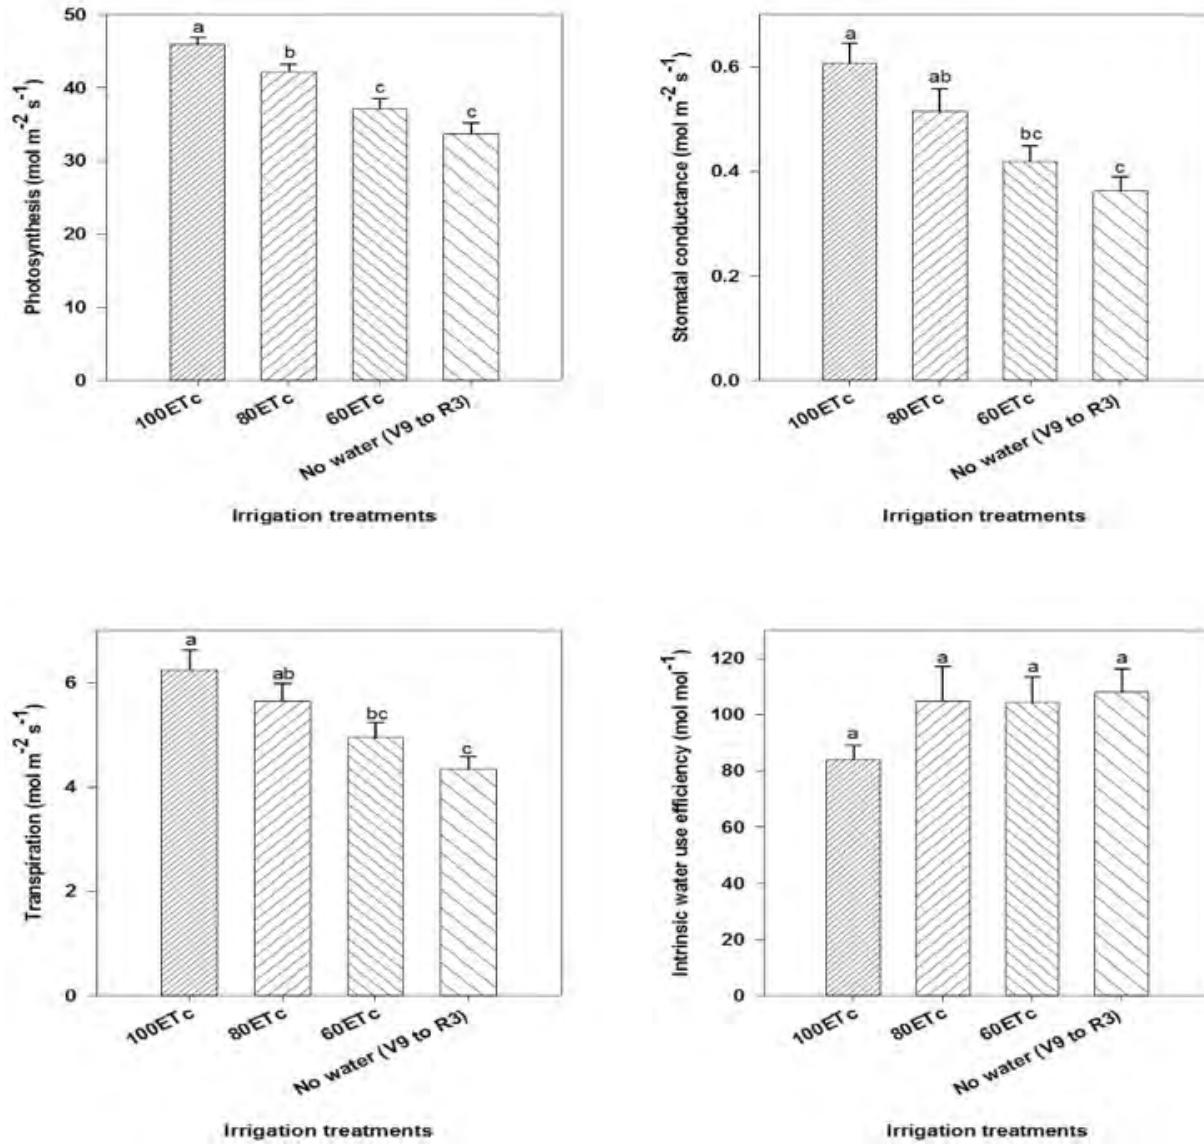 Photosynthesis (mol m-2 s-1)
50
40
30
20
10
0
a
b
c
c
100ETc
80ETc
60ETc
No water (V9 to R3)
Irrigation treatments
Stomatal conductance (mol m-2 s-1)
0.6
0.4
0.2
0.0
a
ab
bc
c
100ETc
80ETc
60ETc
No water (V9 to R3)
Irrigation treatments
Transpiration (mol m-2 s-1)
6
4
2
0
a
ab
bc
c
100ETc
80ETc
60ETc
No water (V9 to R3)
Irrigation treatments
Intrinsic water use efficiency (mol mol-1)
120
100
80
60
40
20
0
a
a
a
a
100ETc
80ETc
60ETc
No water (V9 to R3)
Irrigation treatments